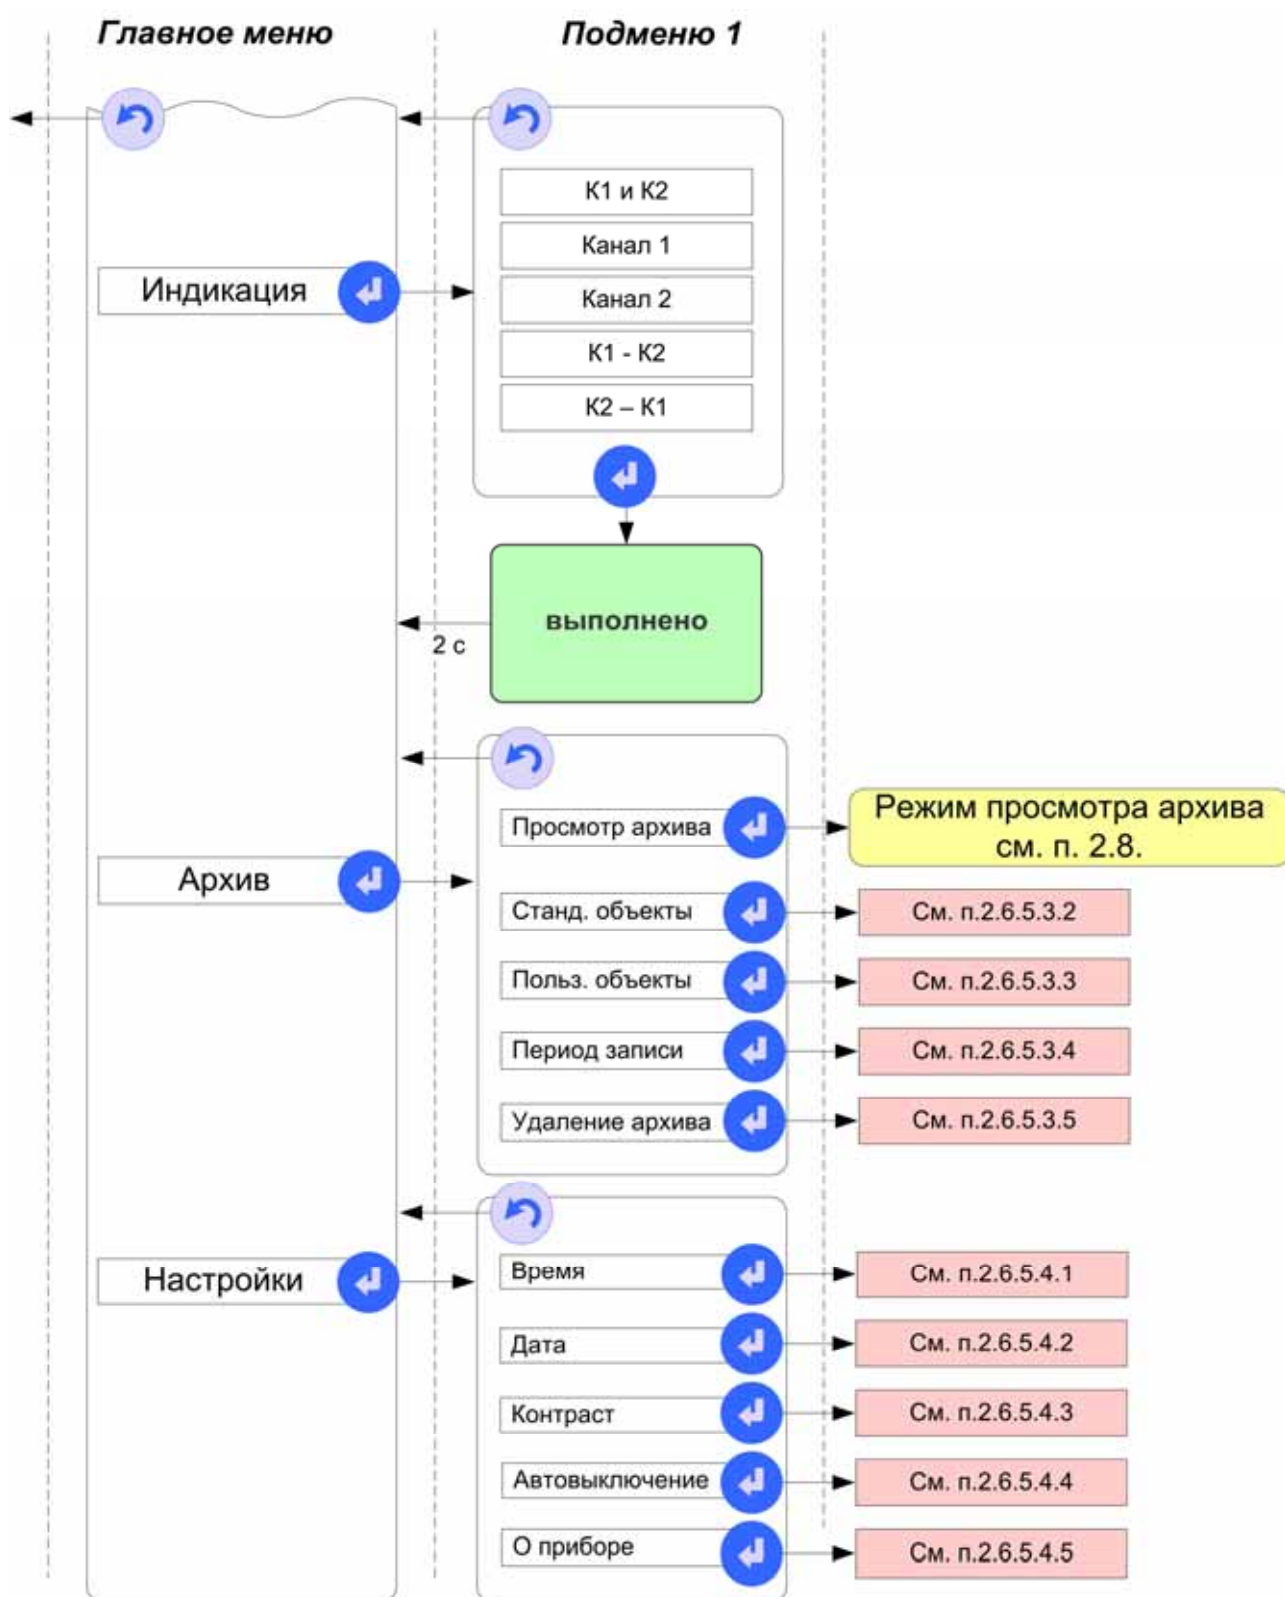 Главное меню
Подменю 1
К1 и К2
Канал 1
Индикация
Канал 2
К1 - К2
К2 – К1
выполнено
2 с
Просмотр архива
Режим просмотра архива
см. п. 2.8.
Архив
Станд. объекты
См. п.2.6.5.3.2
Польз. объекты
См. п.2.6.5.3.3
Период записи
См. п.2.6.5.3.4
Удаление архива
См. п.2.6.5.3.5
Настройки
Время
См. п.2.6.5.4.1
Дата
См. п.2.6.5.4.2
Контраст
См. п.2.6.5.4.3
Автовыключение
См. п.2.6.5.4.4
О приборе
См. п.2.6.5.4.5